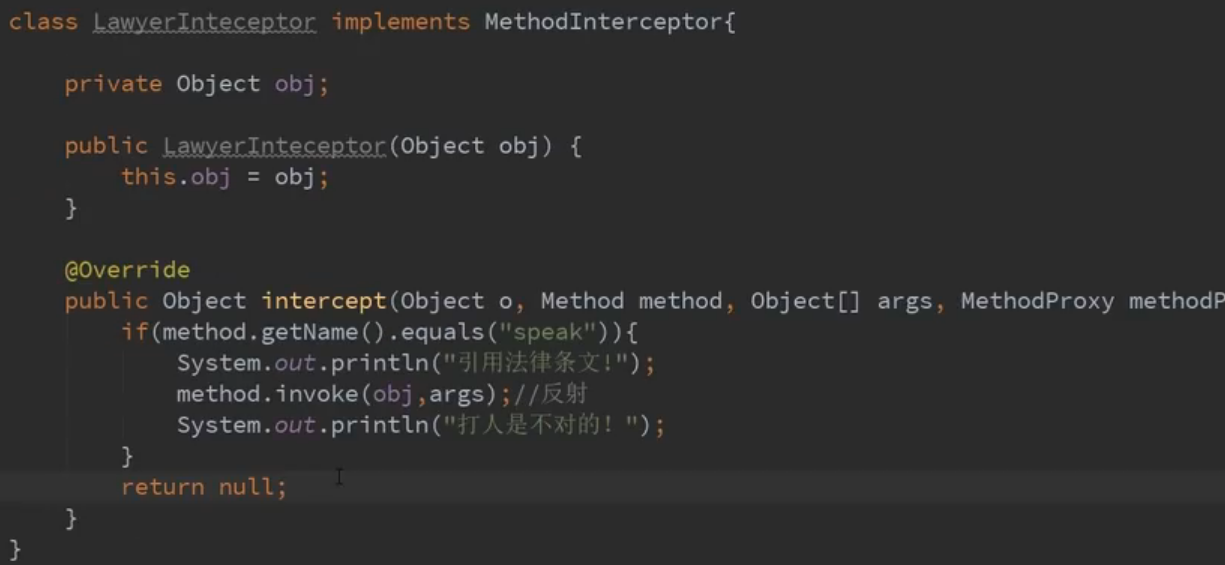 class LawyerInteceptor implements MethodInterceptor{
private Object obj;
public LawyerInteceptor(Object obj) {
this.obj = obj;
}
@Override
public Object intercept(Object o, Method method, Object[] args, MethodProxy methodP
if(method.getName().equals("speak")){
System.out.println("引用法律条文!");
method.invoke(obj,args);//反射
System.out.println("打人是不对的！");
}
return null;
}
}